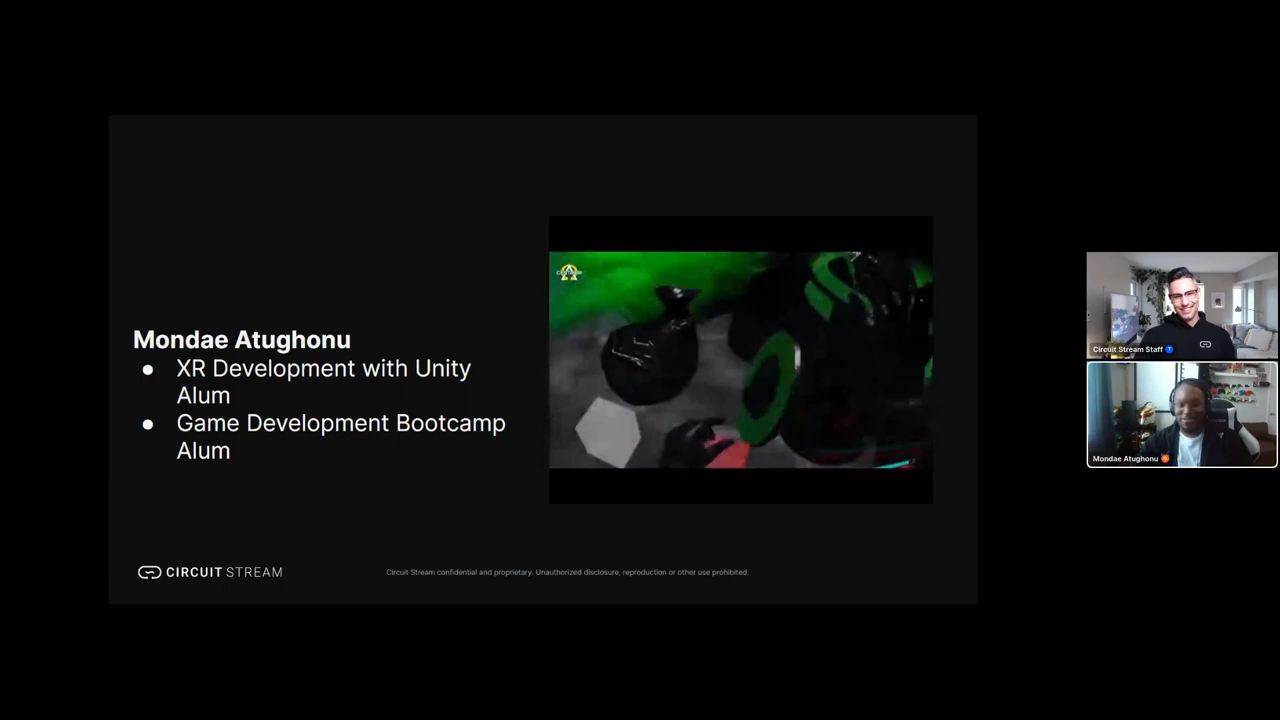 Mondae Atughonu
● XR Development with Unity
Alum
● Game Development Bootcamp
Alum
CIRCUIT STREAM
Circuit Stream confidential and proprietary. Unauthorized disclosure, reproduction or other use prohibited.
Circuit Stream Staff
Mondae Atughonu